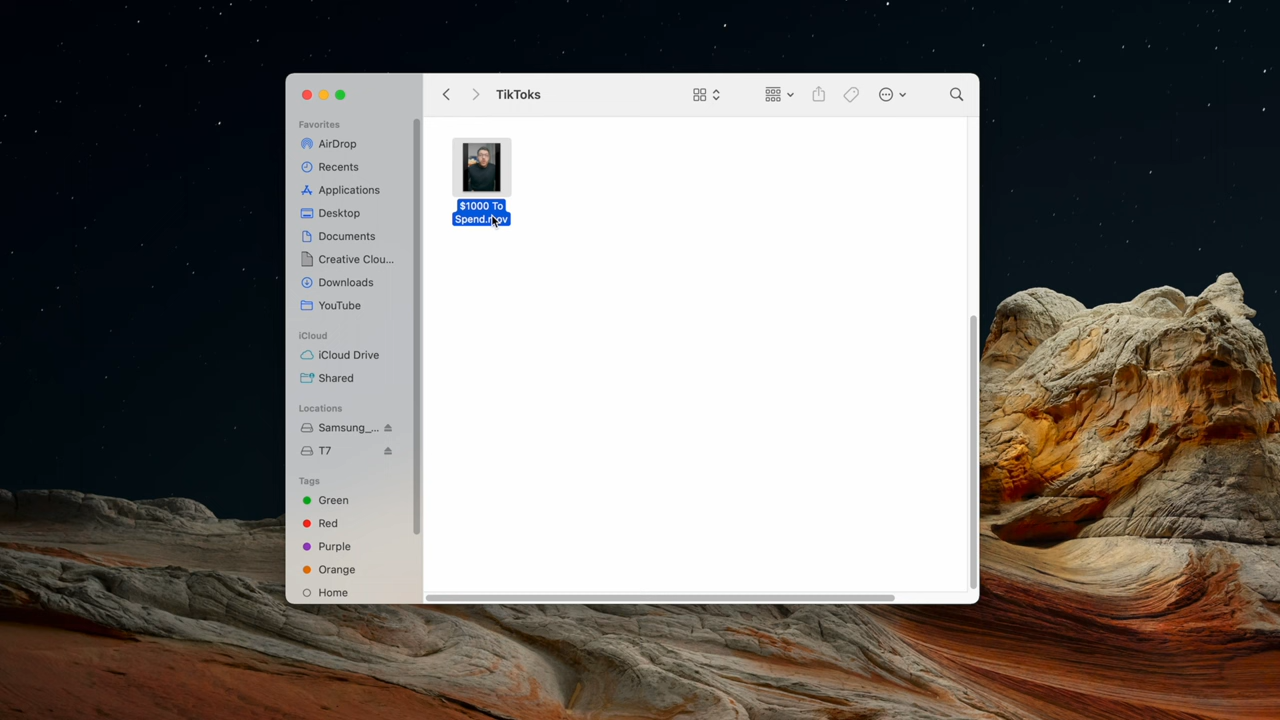 TikToks
Favorites
AirDrop
Recents
Applications
Desktop
Documents
Creative Clou...
Downloads
YouTube
iCloud
iCloud Drive
Shared
Locations
Samsung_...
T7
Tags
Green
Red
Purple
Orange
Home
$1000 To
Spend.mov